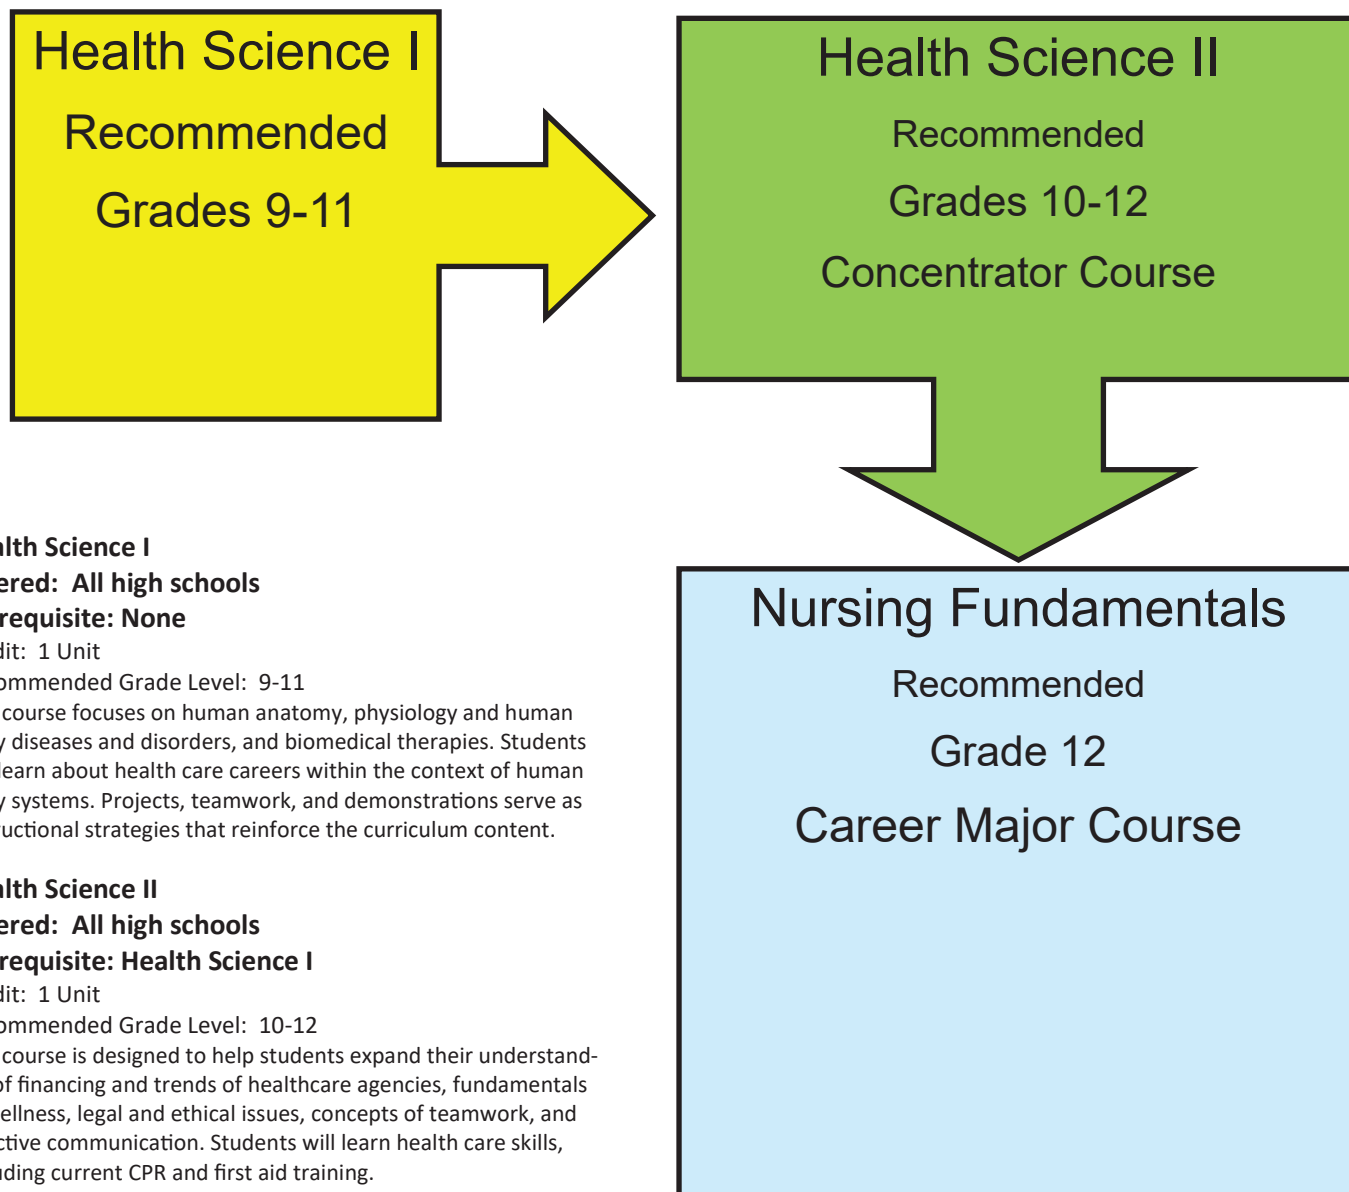 Health Science I
Recommended
Grades 9-11
Health Science II
Recommended
Grades 10-12
Concentrator Course
Nursing Fundamentals
Recommended
Grade 12
Career Major Course
alth Science I
ered: All high schools
requisite: None
dit: 1 Unit
ommended Grade Level: 9-11
course focuses on human anatomy, physiology and human
y diseases and disorders, and biomedical therapies. Students
learn about health care careers within the context of human
y systems. Projects, teamwork, and demonstrations serve as
ructional strategies that reinforce the curriculum content.
alth Science II
ered: All high schools
requisite: Health Science I
dit: 1 Unit
ommended Grade Level: 10-12
course is designed to help students expand their understand-
of financing and trends of healthcare agencies, fundamentals
ellness, legal and ethical issues, concepts of teamwork, and
ctive communication. Students will learn health care skills,
uding current CPR and first aid training.